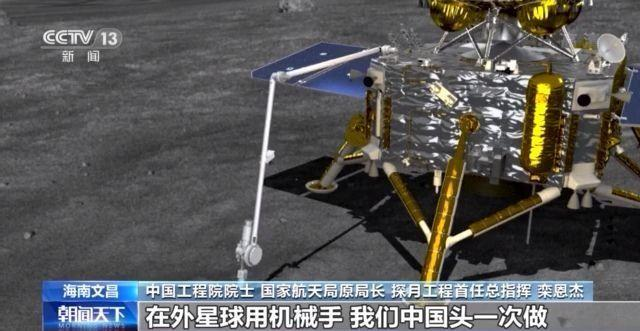 CCTV 13
新闻
海南文昌
中国工程院院士 国家航天局原局长 探月工程首任总指挥 栾恩杰
朝闻天下
在外星球用机械手 我们中国头一次做